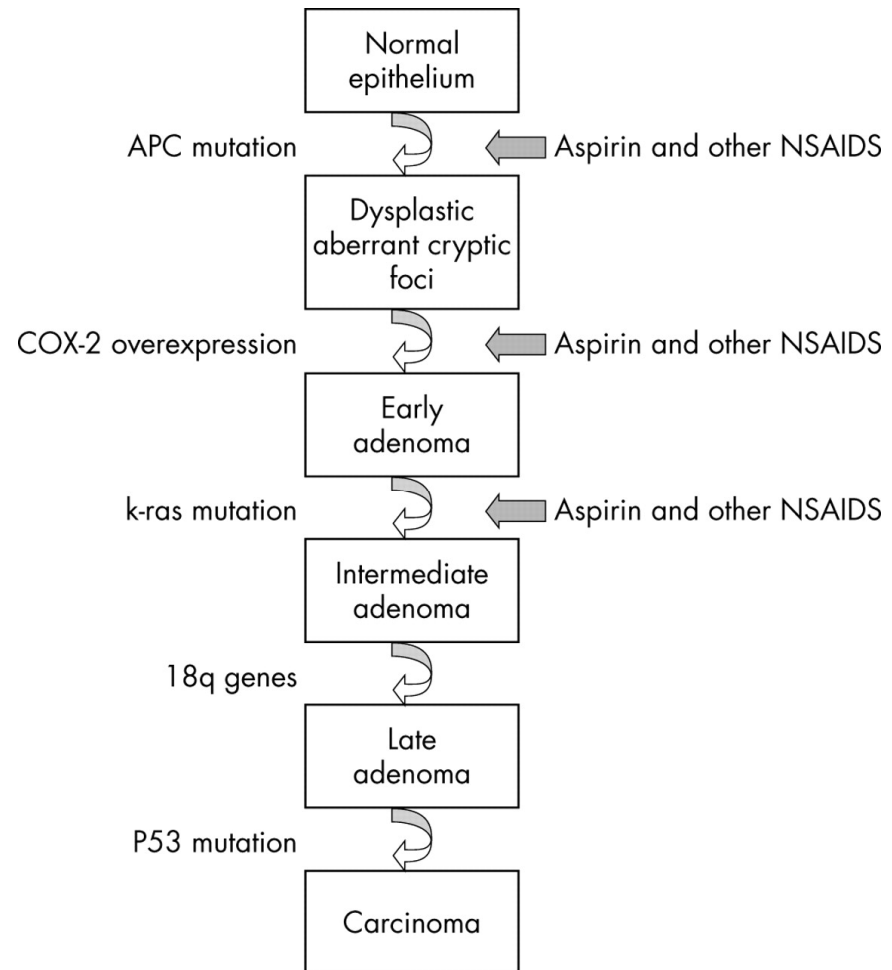 Normal
epithelium
APC mutation
Aspirin and other NSAIDS
Dysplastic
aberrant cryptic
foci
COX-2 overexpression
Aspirin and other NSAIDS
Early
adenoma
k-ras mutation
Aspirin and other NSAIDS
Intermediate
adenoma
18q genes
Late
adenoma
P53 mutation
Carcinoma